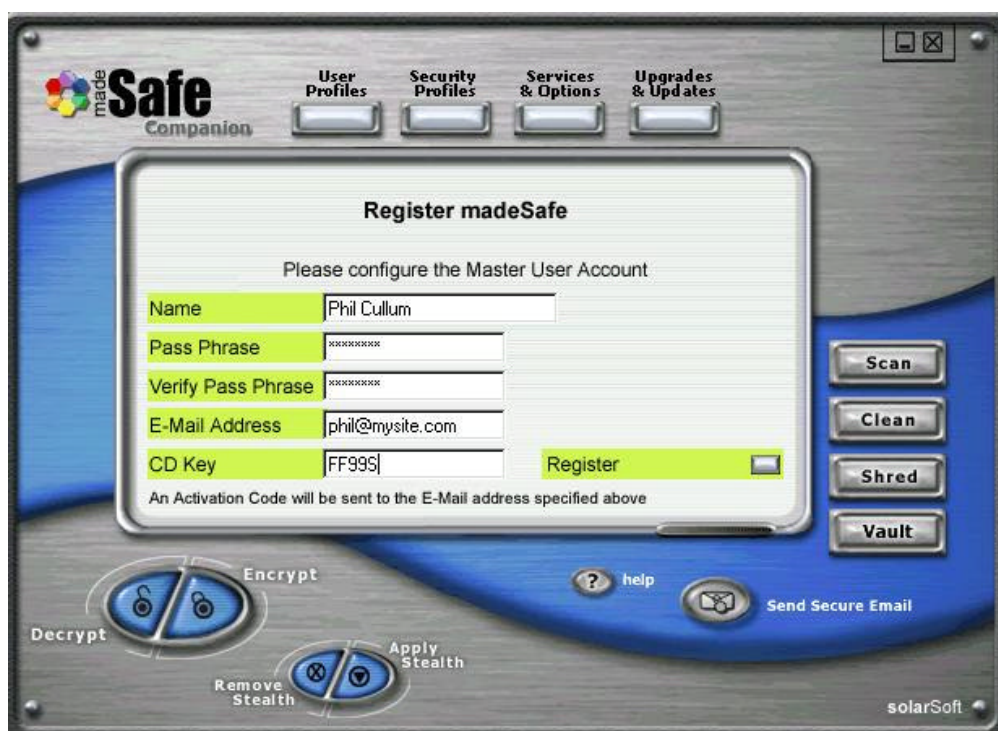 made Safe
Companion
User Profiles
Security Profiles
Services & Options
Upgrades & Updates
Register madeSafe
Please configure the Master User Account
Name Phil Cullum
Pass Phrase ********
Verify Pass Phrase ********
E-Mail Address phil@mysite.com
CD Key FF99S Register
An Activation Code will be sent to the E-Mail address specified above
Scan
Clean
Shred
Vault
Encrypt
Decrypt
? help
Send Secure Email
Apply Stealth
Remove Stealth
solarSoft